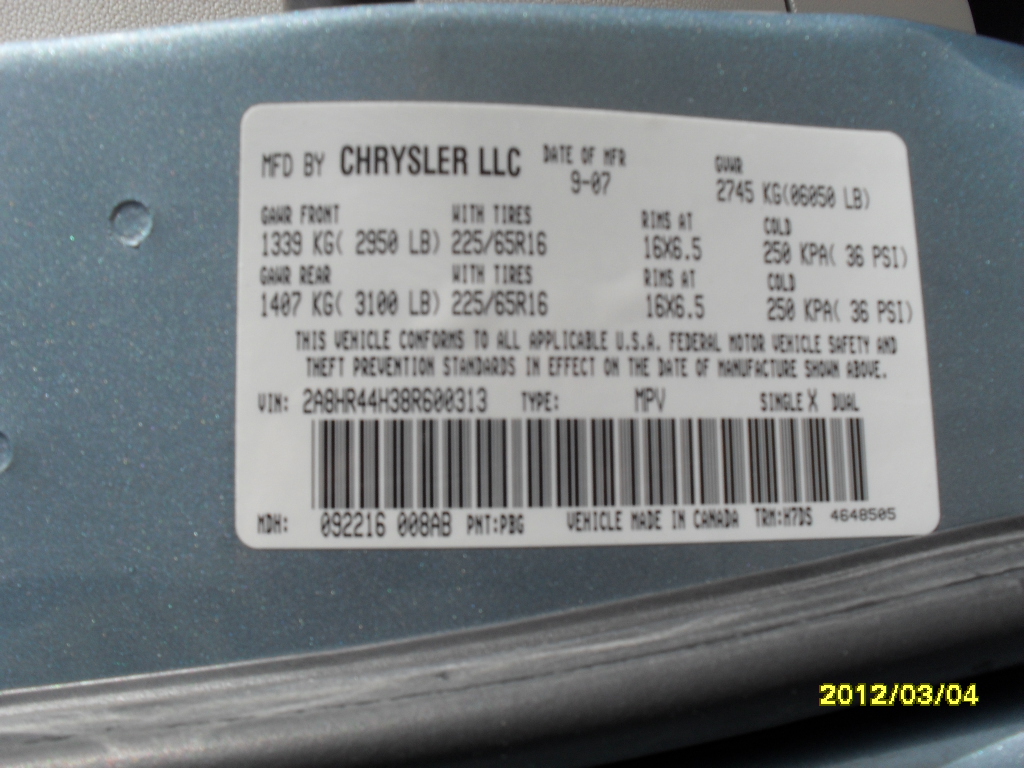 MFD BY CHRYSLER LLC DATE OF MFR GVWR
9-07 2745 KG(06050 LB)
GAWR FRONT WITH TIRES RIMS AT COLD
1339 KG( 2950 LB) 225/65R16 16X6.5 250 KPA( 36 PSI)
GAWR REAR WITH TIRES RIMS AT COLD
1407 KG( 3100 LB) 225/65R16 16X6.5 250 KPA( 36 PSI)
THIS VEHICLE CONFORMS TO ALL APPLICABLE U.S.A. FEDERAL MOTOR VEHICLE SAFETY AND
THEFT PREVENTION STANDARDS IN EFFECT ON THE DATE OF MANUFACTURE SHOWN ABOVE.
VIN: 2A8HR44H38R600313 TYPE: MPV SINGLE X DUAL
MDH: 092216 008AB PNT:PBG VEHICLE MADE IN CANADA TRM:H7DS 4648505
2012/03/04